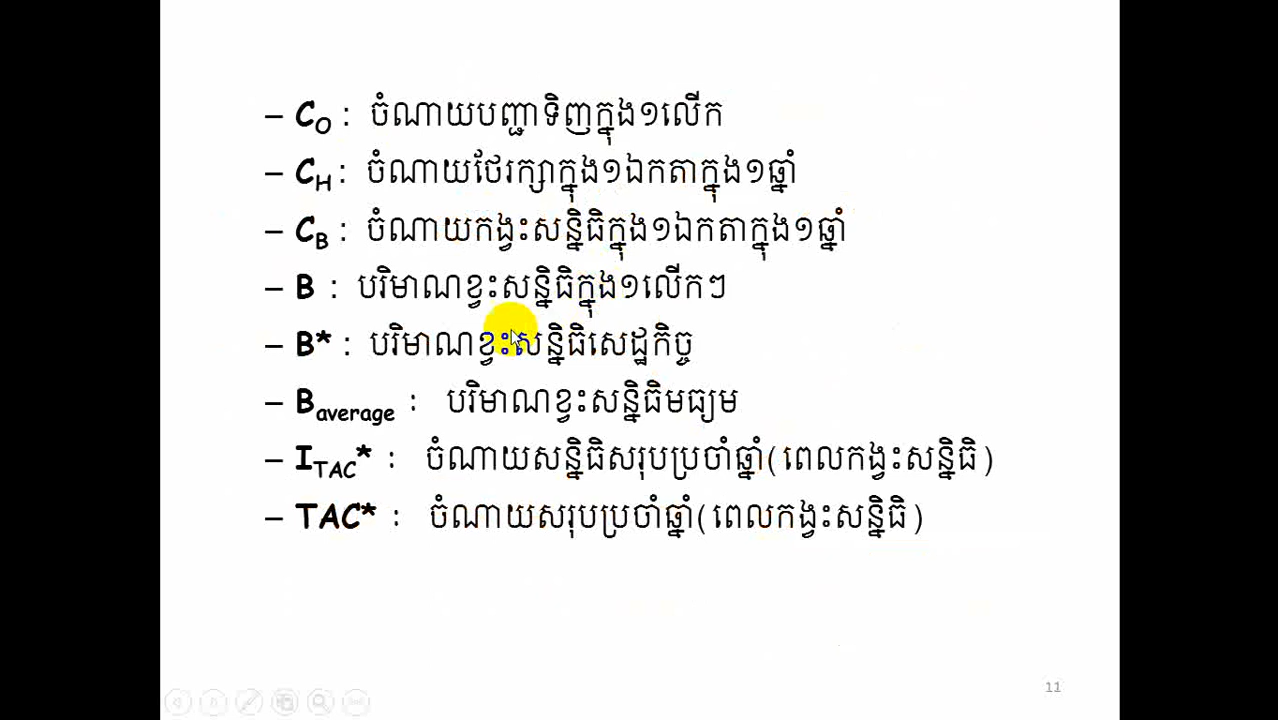 – CO : ចំណាយបញ្ជាទិញក្នុង១លើក
– CH : ចំណាយថែរក្សាក្នុង១ឯកតាក្នុង១ឆ្នាំ
– CB : ចំណាយកង្វះសន្និធិក្នុង១ឯកតាក្នុង១ឆ្នាំ
– B : បរិមាណខ្វះសន្និធិក្នុង១លើកៗ
– B* : បរិមាណខ្វះសន្និធិសេដ្ឋកិច្ច
– Baverage : បរិមាណខ្វះសន្និធិមធ្យម
– ITAC* : ចំណាយសន្និធិសរុបប្រចាំឆ្នាំ(ពេលកង្វះសន្និធិ)
– TAC* : ចំណាយសរុបប្រចាំឆ្នាំ(ពេលកង្វះសន្និធិ)
11